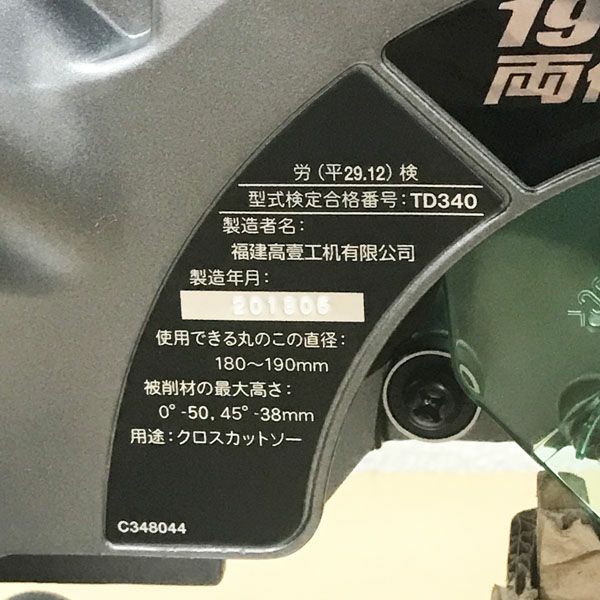 19
両
労（平29.12）検
型式検定合格番号：TD340
製造者名：
福建高壹工机有限公司
製造年月：
201805
使用できる丸のこの直径：
180～190mm
被削材の最大高さ：
0°-50, 45°-38mm
用途：クロスカットソー
C348044